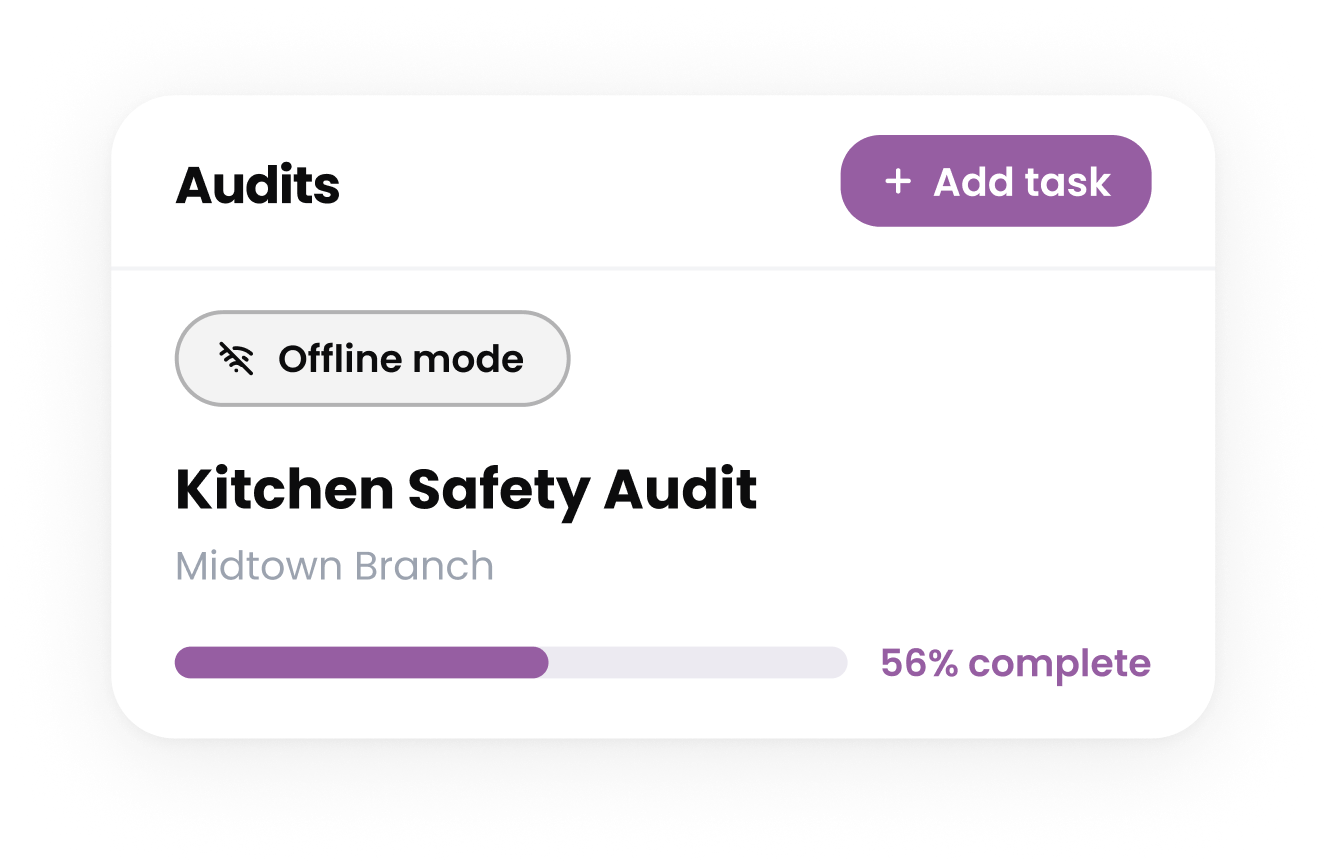 Audits
+ Add task
Offline mode
Kitchen Safety Audit
Midtown Branch
56% complete